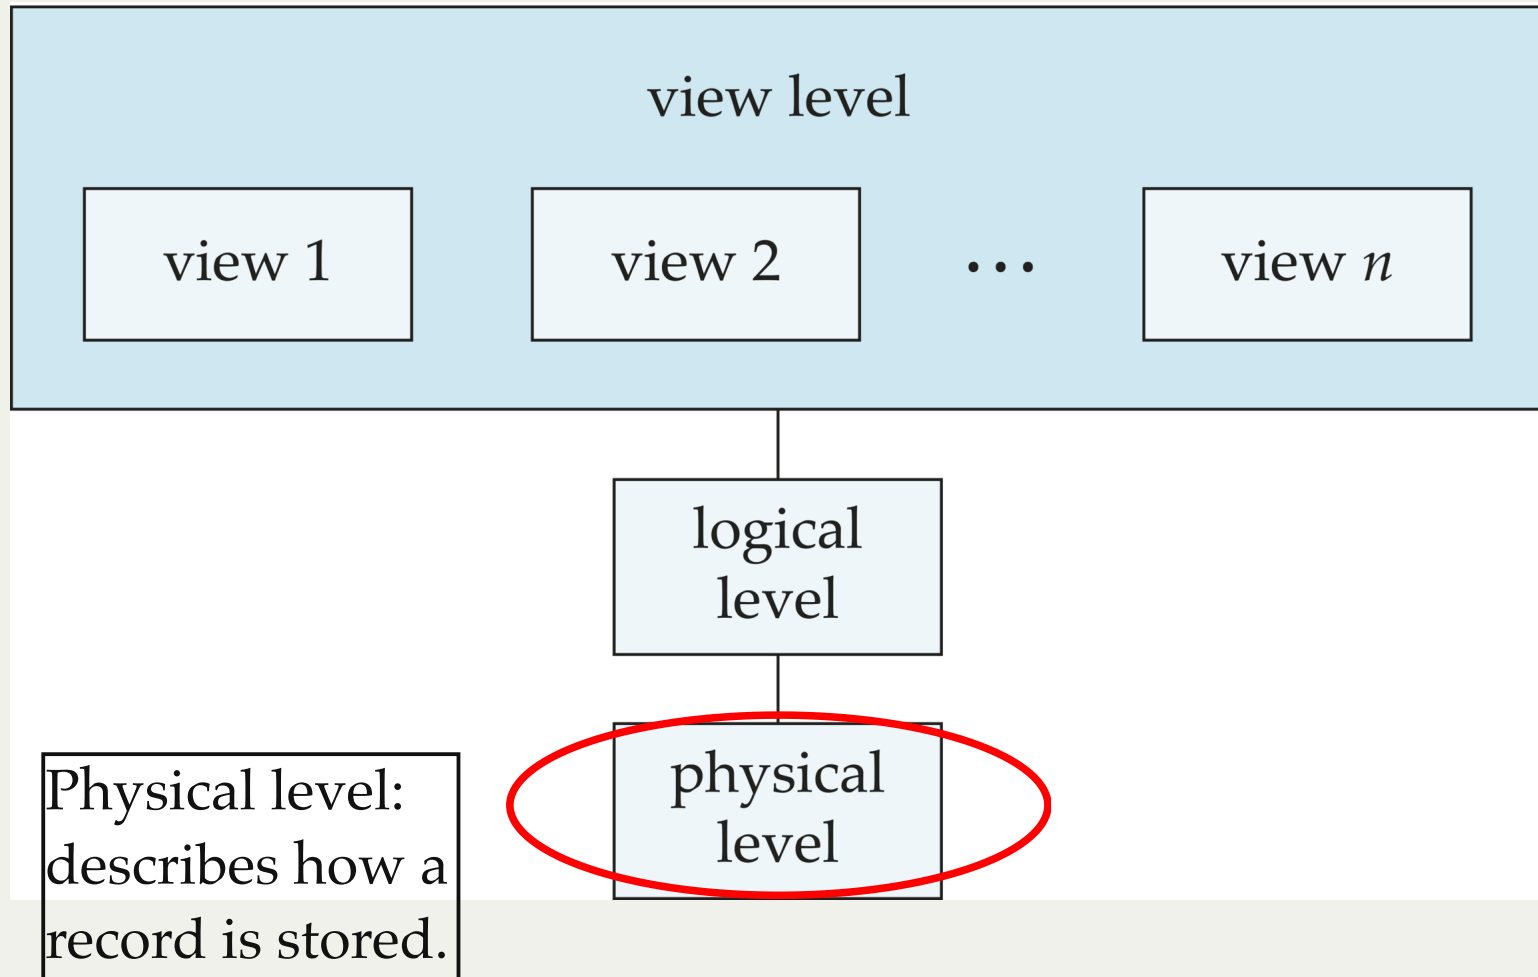 view level
view 1
view 2
...
view n
logical
level
physical
level
Physical level:
describes how a
record is stored.